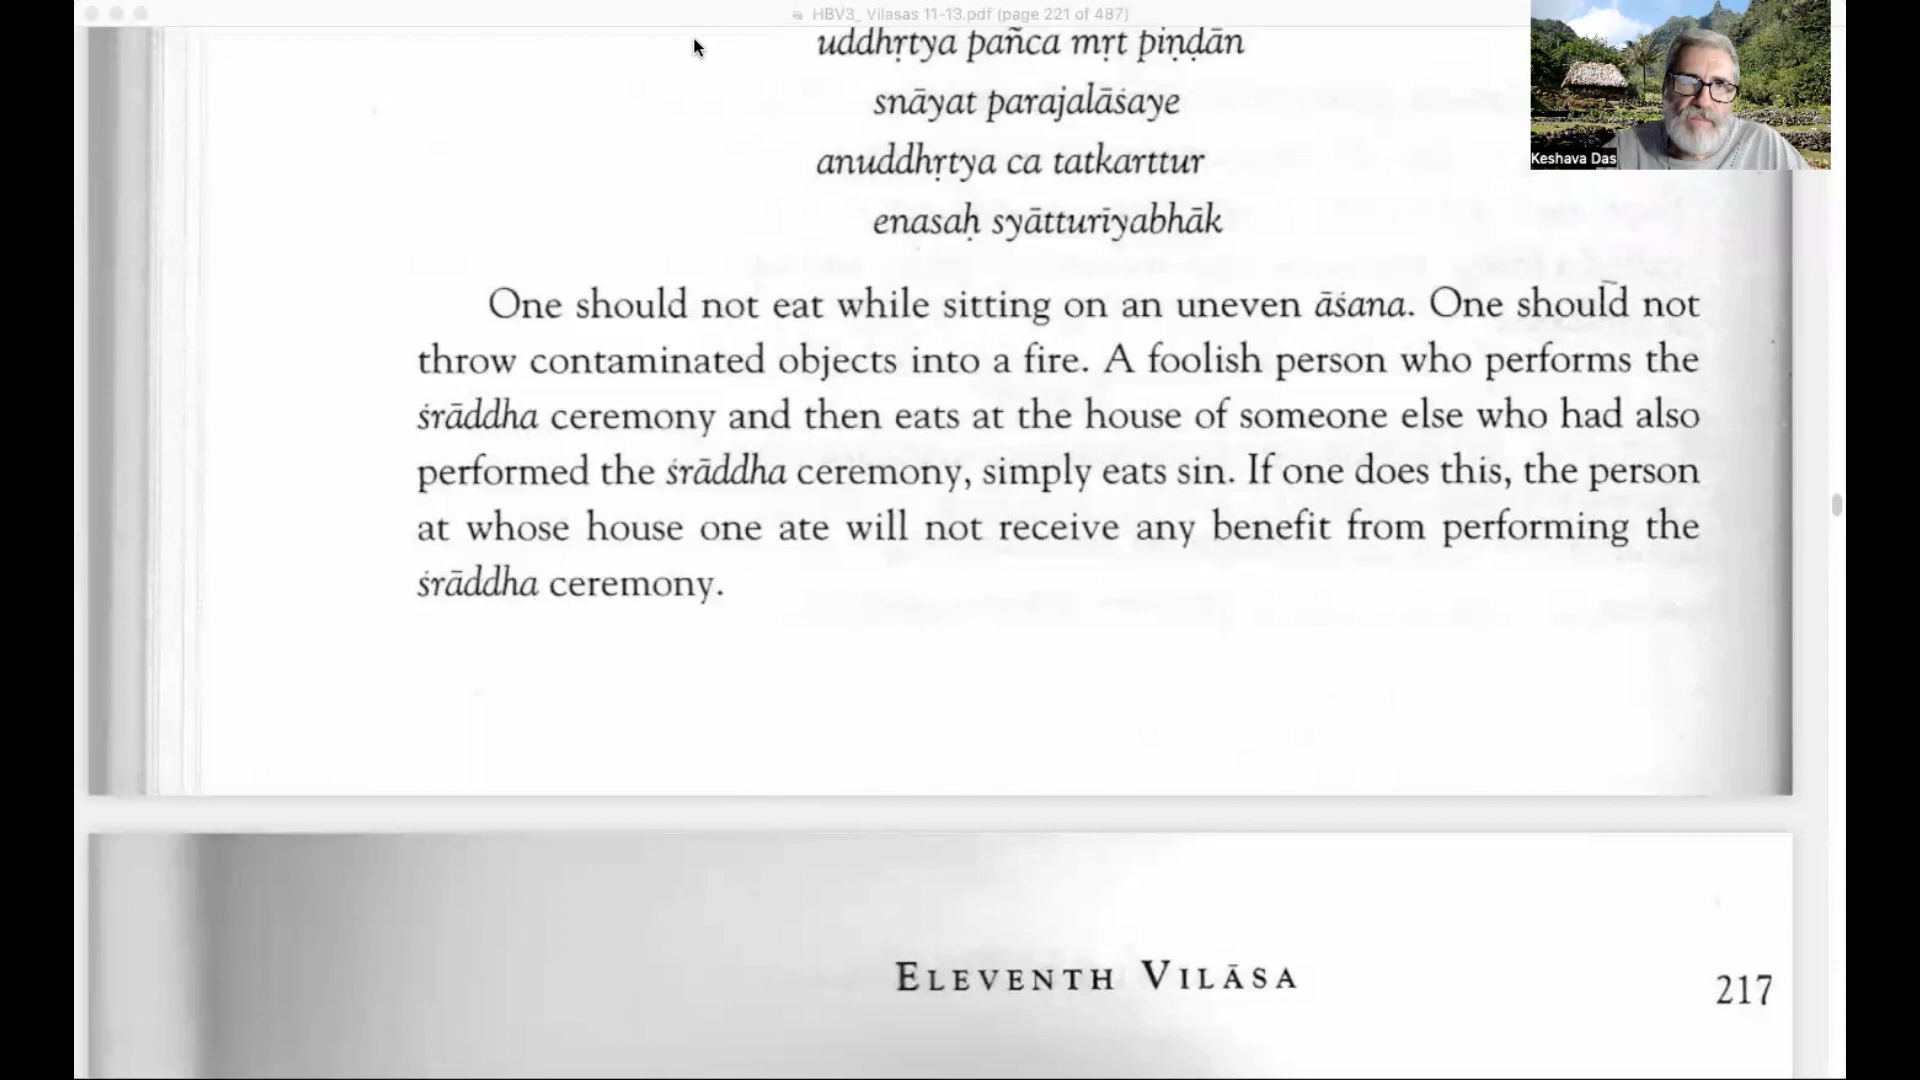 HBV3_ Vilasas 11-13.pdf (page 221 of 487)
uddhṛtya pañca mṛt piṇḍān
snāyat parajalāśaye
anuddhṛtya ca tatkarttur
enasaḥ syātturīyabhāk
Keshava Das
One should not eat while sitting on an uneven āśana. One should not
throw contaminated objects into a fire. A foolish person who performs the
śrāddha ceremony and then eats at the house of someone else who had also
performed the śrāddha ceremony, simply eats sin. If one does this, the person
at whose house one ate will not receive any benefit from performing the
śrāddha ceremony.
ELEVENTH VILĀSA
217